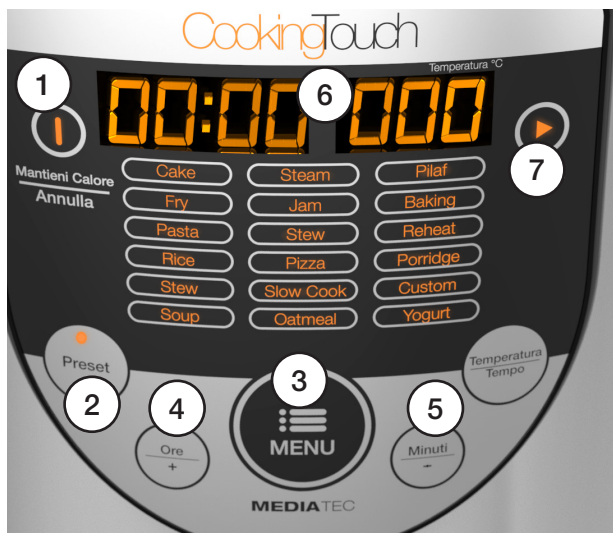 CookingTouch
Temperatura °C
1
00:00
6
000
7
Mantieni Calore
Annulla
Cake
Steam
Pilaf
Fry
Jam
Baking
Pasta
Stew
Reheat
Rice
Pizza
Porridge
Stew
Slow Cook
Custom
Soup
Oatmeal
Yogurt
Preset
2
3
MENU
4
Ore
+
5
Minuti
-
Temperatura
Tempo
MEDIATEC